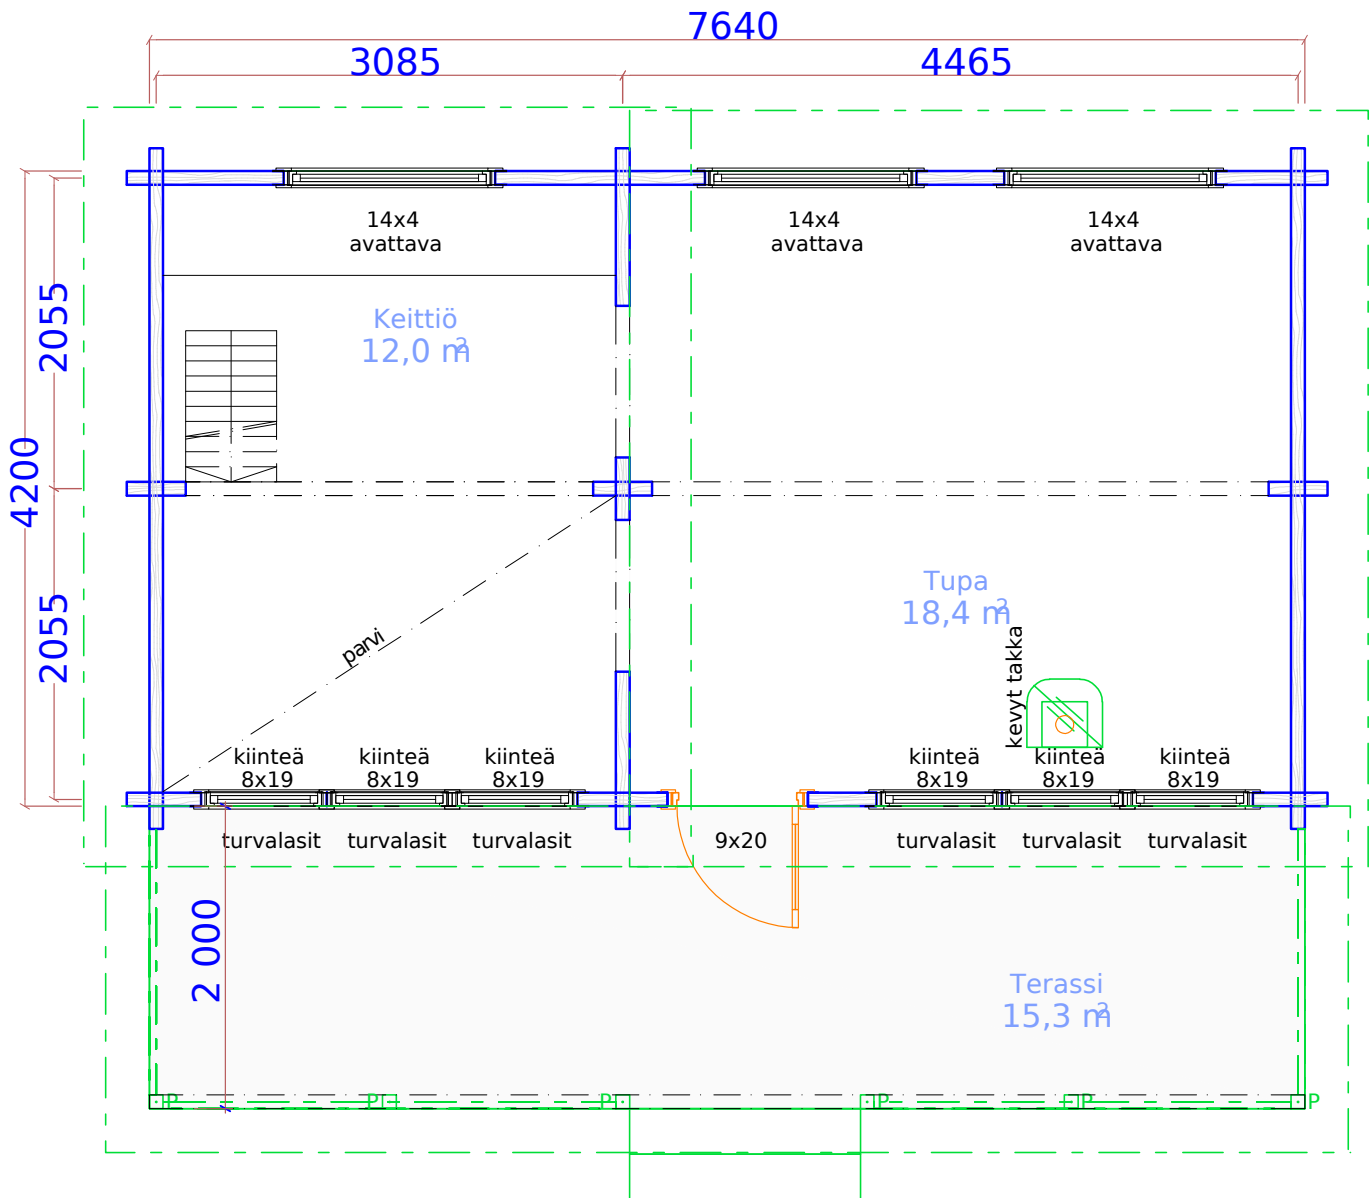 7640
3085
4465
14x4
avattava
14x4
avattava
14x4
avattava
2055
Keittiö
12,0 m²
4200
2055
parvi
Tupa
18,4 m²
kevyt takka
kiinteä
8x19
kiinteä
8x19
kiinteä
8x19
kiinteä
8x19
kiinteä
8x19
kiinteä
8x19
turvalasit
turvalasit
turvalasit
9x20
turvalasit
turvalasit
turvalasit
2 000
Terassi
15,3 m²
P
P
P
P
P
P